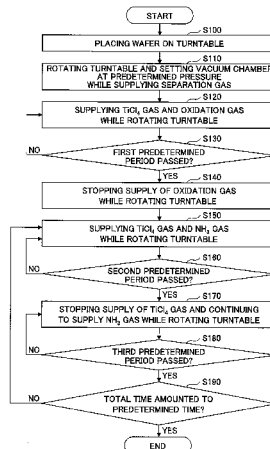 START
S100
PLACING WAFER ON TURNTABLE
S110
ROTATING TURNTABLE AND SETTING VACUUM CHAMBER
AT PREDETERMINED PRESSURE
WHILE SUPPLYING SEPARATION GAS
S120
SUPPLYING TiCl₄ GAS AND OXIDATION GAS
WHILE ROTATING TURNTABLE
S130
NO
FIRST PREDETERMINED
PERIOD PASSED?
YES
S140
STOPPING SUPPLY OF OXIDATION GAS
WHILE ROTATING TURNTABLE
S150
SUPPLYING TiCl₄ GAS AND NH₃ GAS
WHILE ROTATING TURNTABLE
S160
NO
SECOND PREDETERMINED
PERIOD PASSED?
YES
S170
STOPPING SUPPLY OF TiCl₄ GAS AND CONTINUING
TO SUPPLY NH₃ GAS WHILE ROTATING TURNTABLE
S180
NO
THIRD PREDETERMINED
PERIOD PASSED?
YES
S190
NO
TOTAL TIME AMOUNTED TO
PREDETERMINED TIME?
YES
END